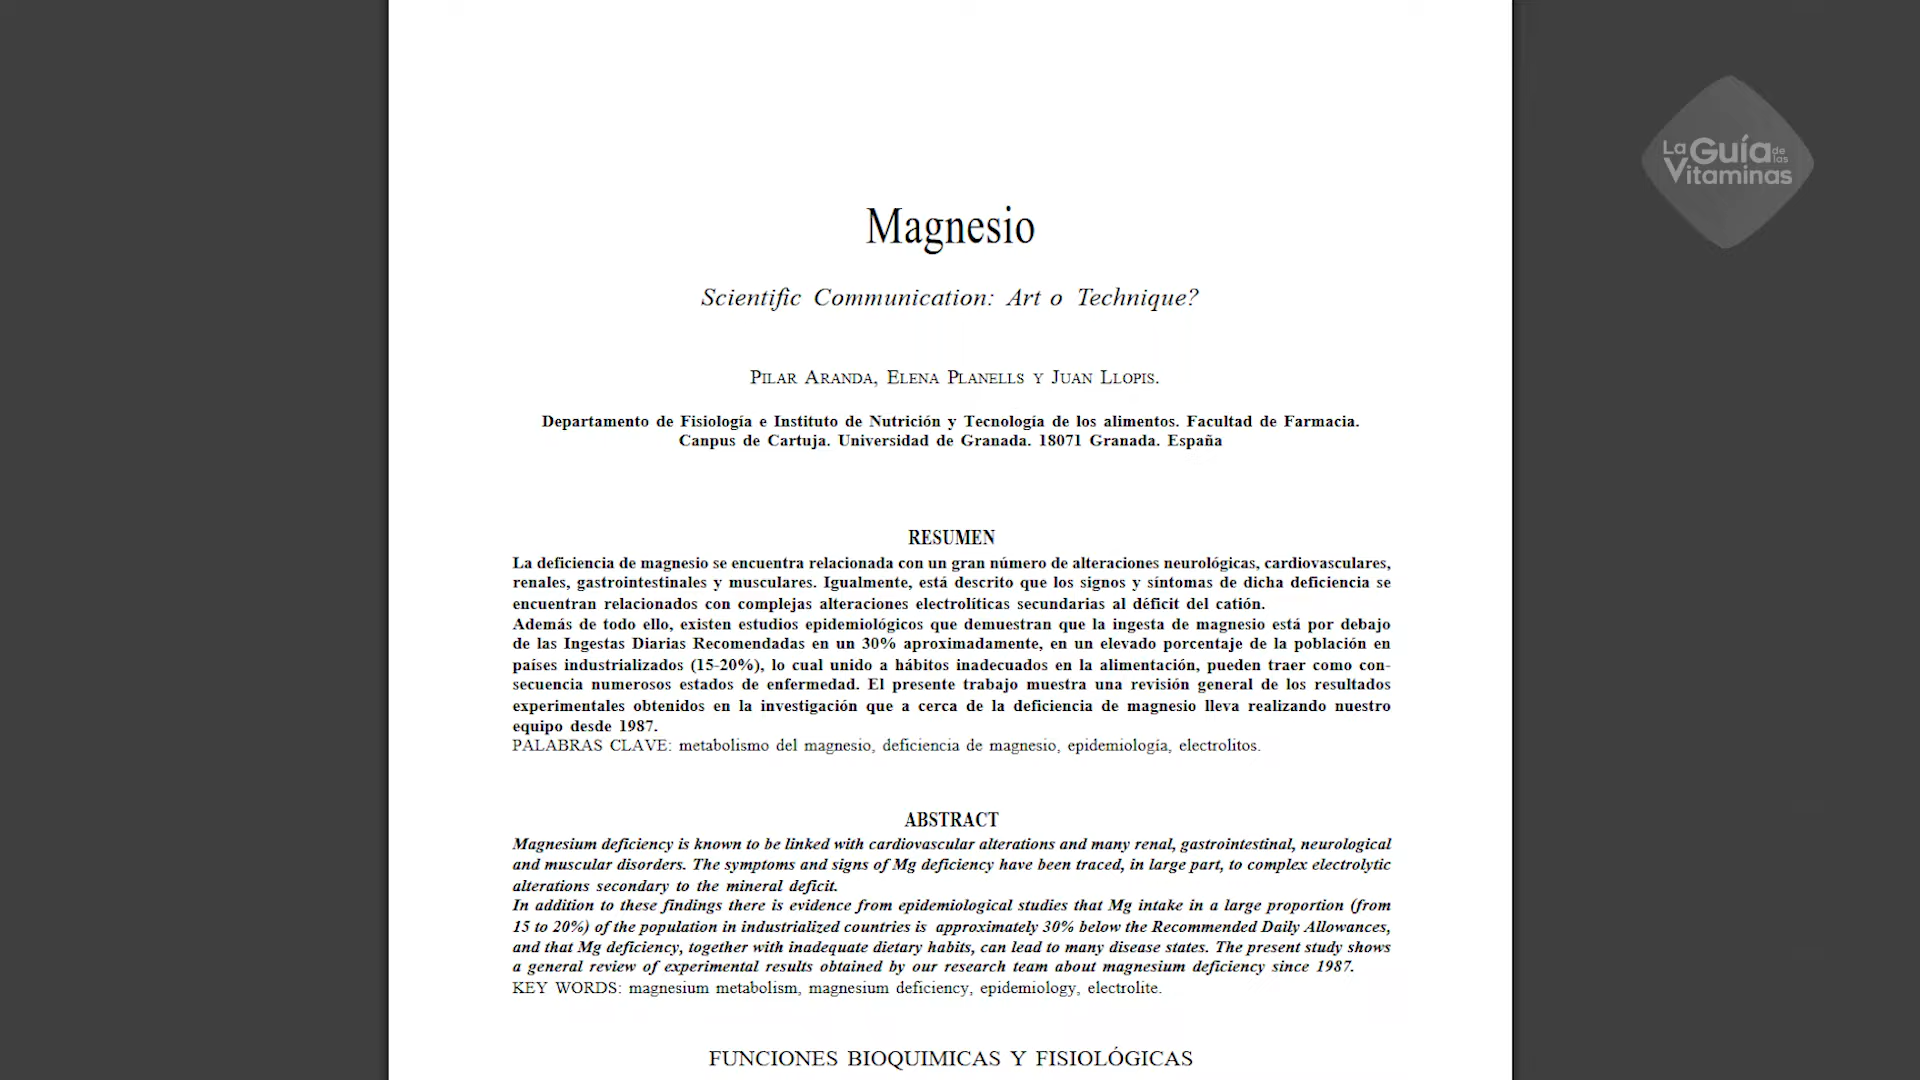 La Guía de las
Vitaminas
Magnesio
Scientific Communication: Art o Technique?
PILAR ARANDA, ELENA PLANELLS Y JUAN LLOPIS.
Departamento de Fisiología e Instituto de Nutrición y Tecnología de los alimentos. Facultad de Farmacia.
Canpus de Cartuja. Universidad de Granada. 18071 Granada. España
RESUMEN
La deficiencia de magnesio se encuentra relacionada con un gran número de alteraciones neurológicas, cardiovasculares,
renales, gastrointestinales y musculares. Igualmente, está descrito que los signos y síntomas de dicha deficiencia se
encuentran relacionados con complejas alteraciones electrolíticas secundarias al déficit del catión.
Además de todo ello, existen estudios epidemiológicos que demuestran que la ingesta de magnesio está por debajo
de las Ingestas Diarias Recomendadas en un 30% aproximadamente, en un elevado porcentaje de la población en
países industrializados (15-20%), lo cual unido a hábitos inadecuados en la alimentación, pueden traer como con-
secuencia numerosos estados de enfermedad. El presente trabajo muestra una revisión general de los resultados
experimentales obtenidos en la investigación que a cerca de la deficiencia de magnesio lleva realizando nuestro
equipo desde 1987.
PALABRAS CLAVE: metabolismo del magnesio, deficiencia de magnesio, epidemiología, electrolitos.
ABSTRACT
Magnesium deficiency is known to be linked with cardiovascular alterations and many renal, gastrointestinal, neurological
and muscular disorders. The symptoms and signs of Mg deficiency have been traced, in large part, to complex electrolytic
alterations secondary to the mineral deficit.
In addition to these findings there is evidence from epidemiological studies that Mg intake in a large proportion (from
15 to 20%) of the population in industrialized countries is approximately 30% below the Recommended Daily Allowances,
and that Mg deficiency, together with inadequate dietary habits, can lead to many disease states. The present study shows
a general review of experimental results obtained by our research team about magnesium deficiency since 1987.
KEY WORDS: magnesium metabolism, magnesium deficiency, epidemiology, electrolite.
FUNCIONES BIOQUIMICAS Y FISIOLÓGICAS